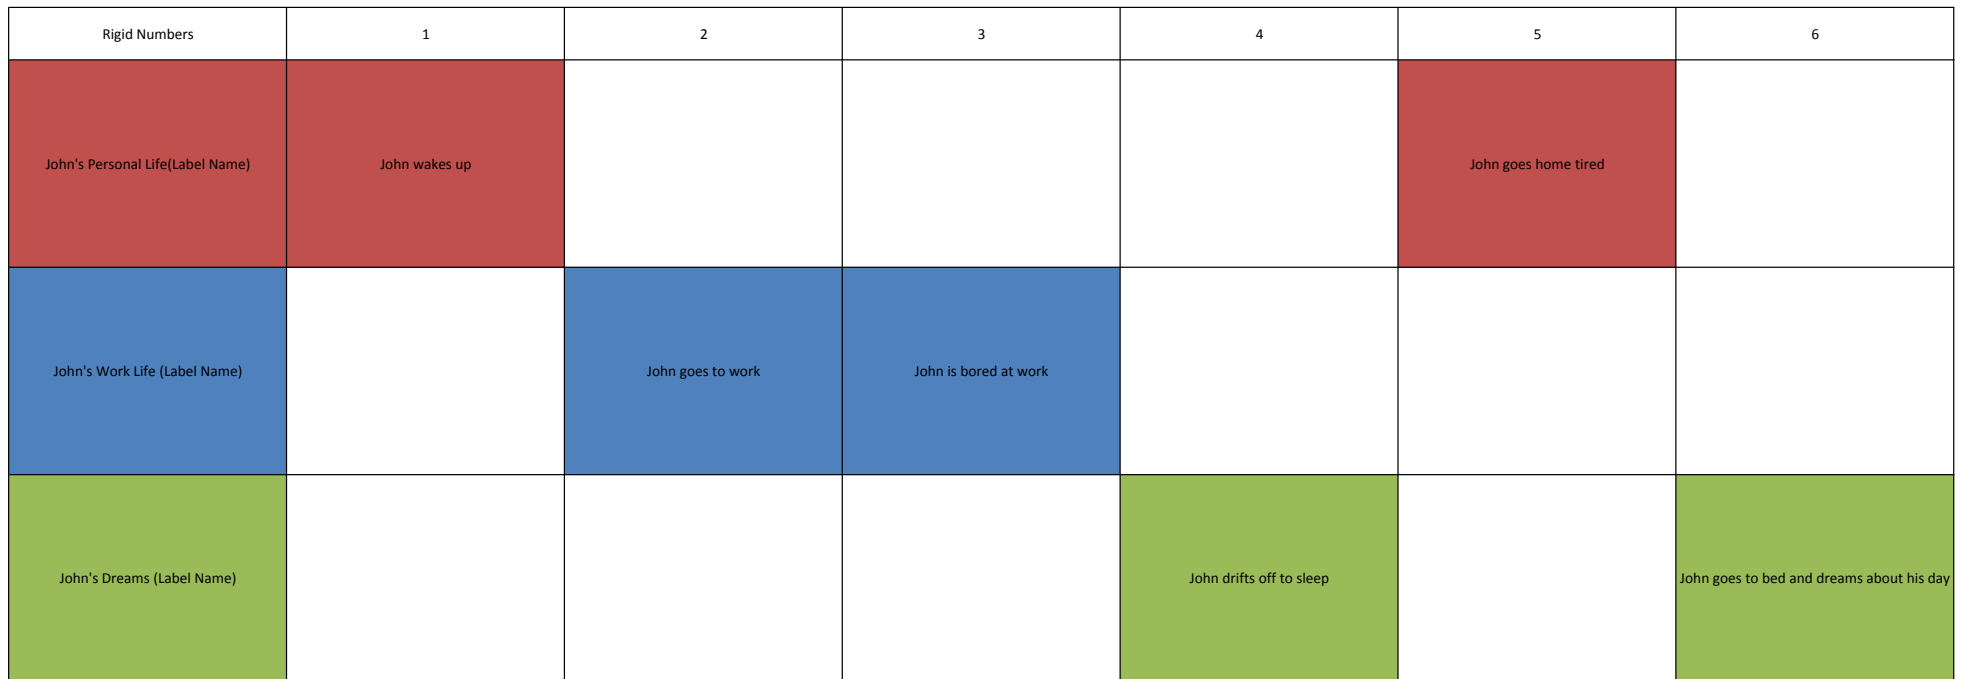 Rigid Numbers 1 2 3 4 5 6
John's Personal Life(Label Name) John wakes up John goes home tired
John's Work Life (Label Name) John goes to work John is bored at work
John's Dreams (Label Name) John drifts off to sleep John goes to bed and dreams about his day